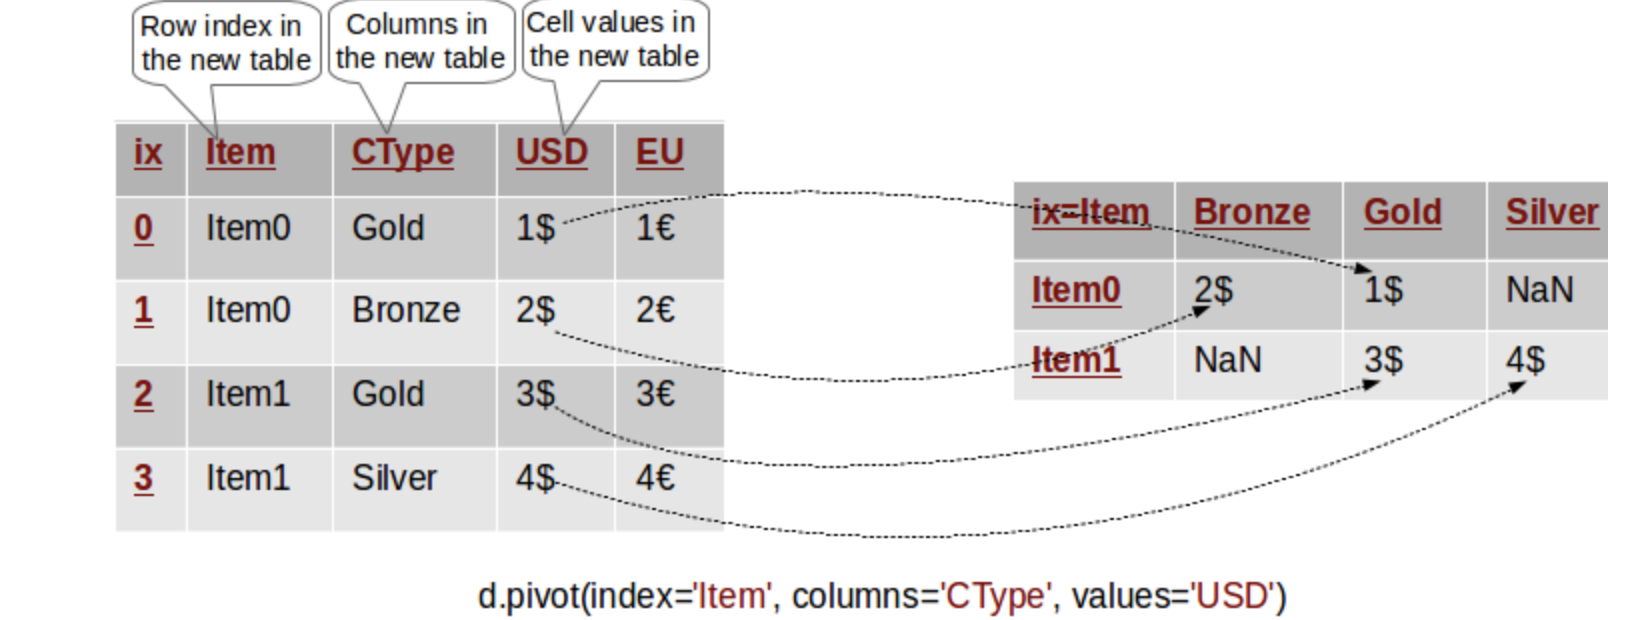 Row index in
the new table
Columns in
the new table
Cell values in
the new table
ix Item CType USD EU
0 Item0 Gold 1$ 1€
1 Item0 Bronze 2$ 2€
2 Item1 Gold 3$ 3€
3 Item1 Silver 4$ 4€
ix=Item Bronze Gold Silver
Item0 2$ 1$ NaN
Item1 NaN 3$ 4$
d.pivot(index='Item', columns='CType', values='USD')